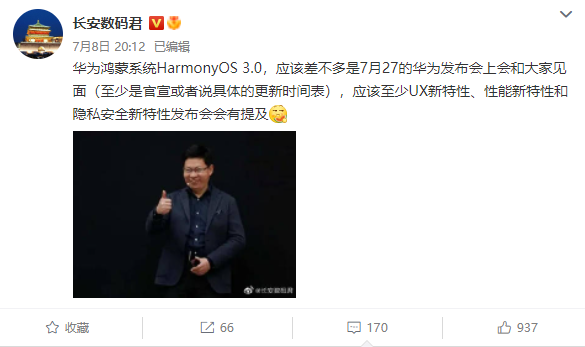 长安数码君
7月8日 20:12 已编辑
华为鸿蒙系统HarmonyOS 3.0，应该差不多是7月27的华为发布会上会和大家见
面（至少是官宣或者说具体的更新时间表），应该至少UX新特性、性能新特性和
隐私安全新特性发布会会有提及
@长安数码君
收藏
66
170
937